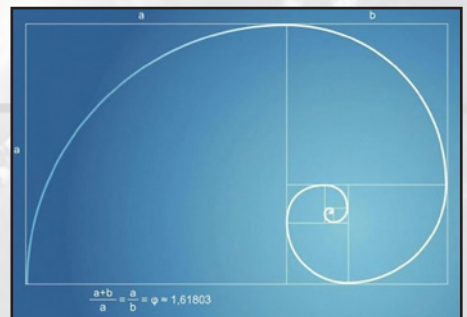 a b
a
a+b/a = a/b = φ ≈ 1,61803